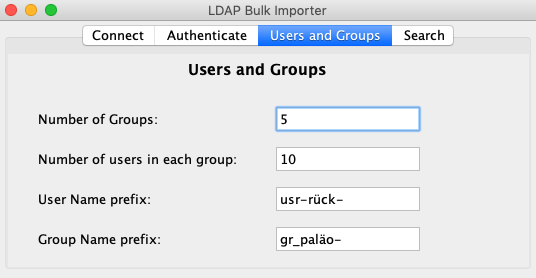 LDAP Bulk Importer
Connect Authenticate Users and Groups Search
Users and Groups
Number of Groups: 5
Number of users in each group: 10
User Name prefix: usr-rück-
Group Name prefix: gr_paläo-